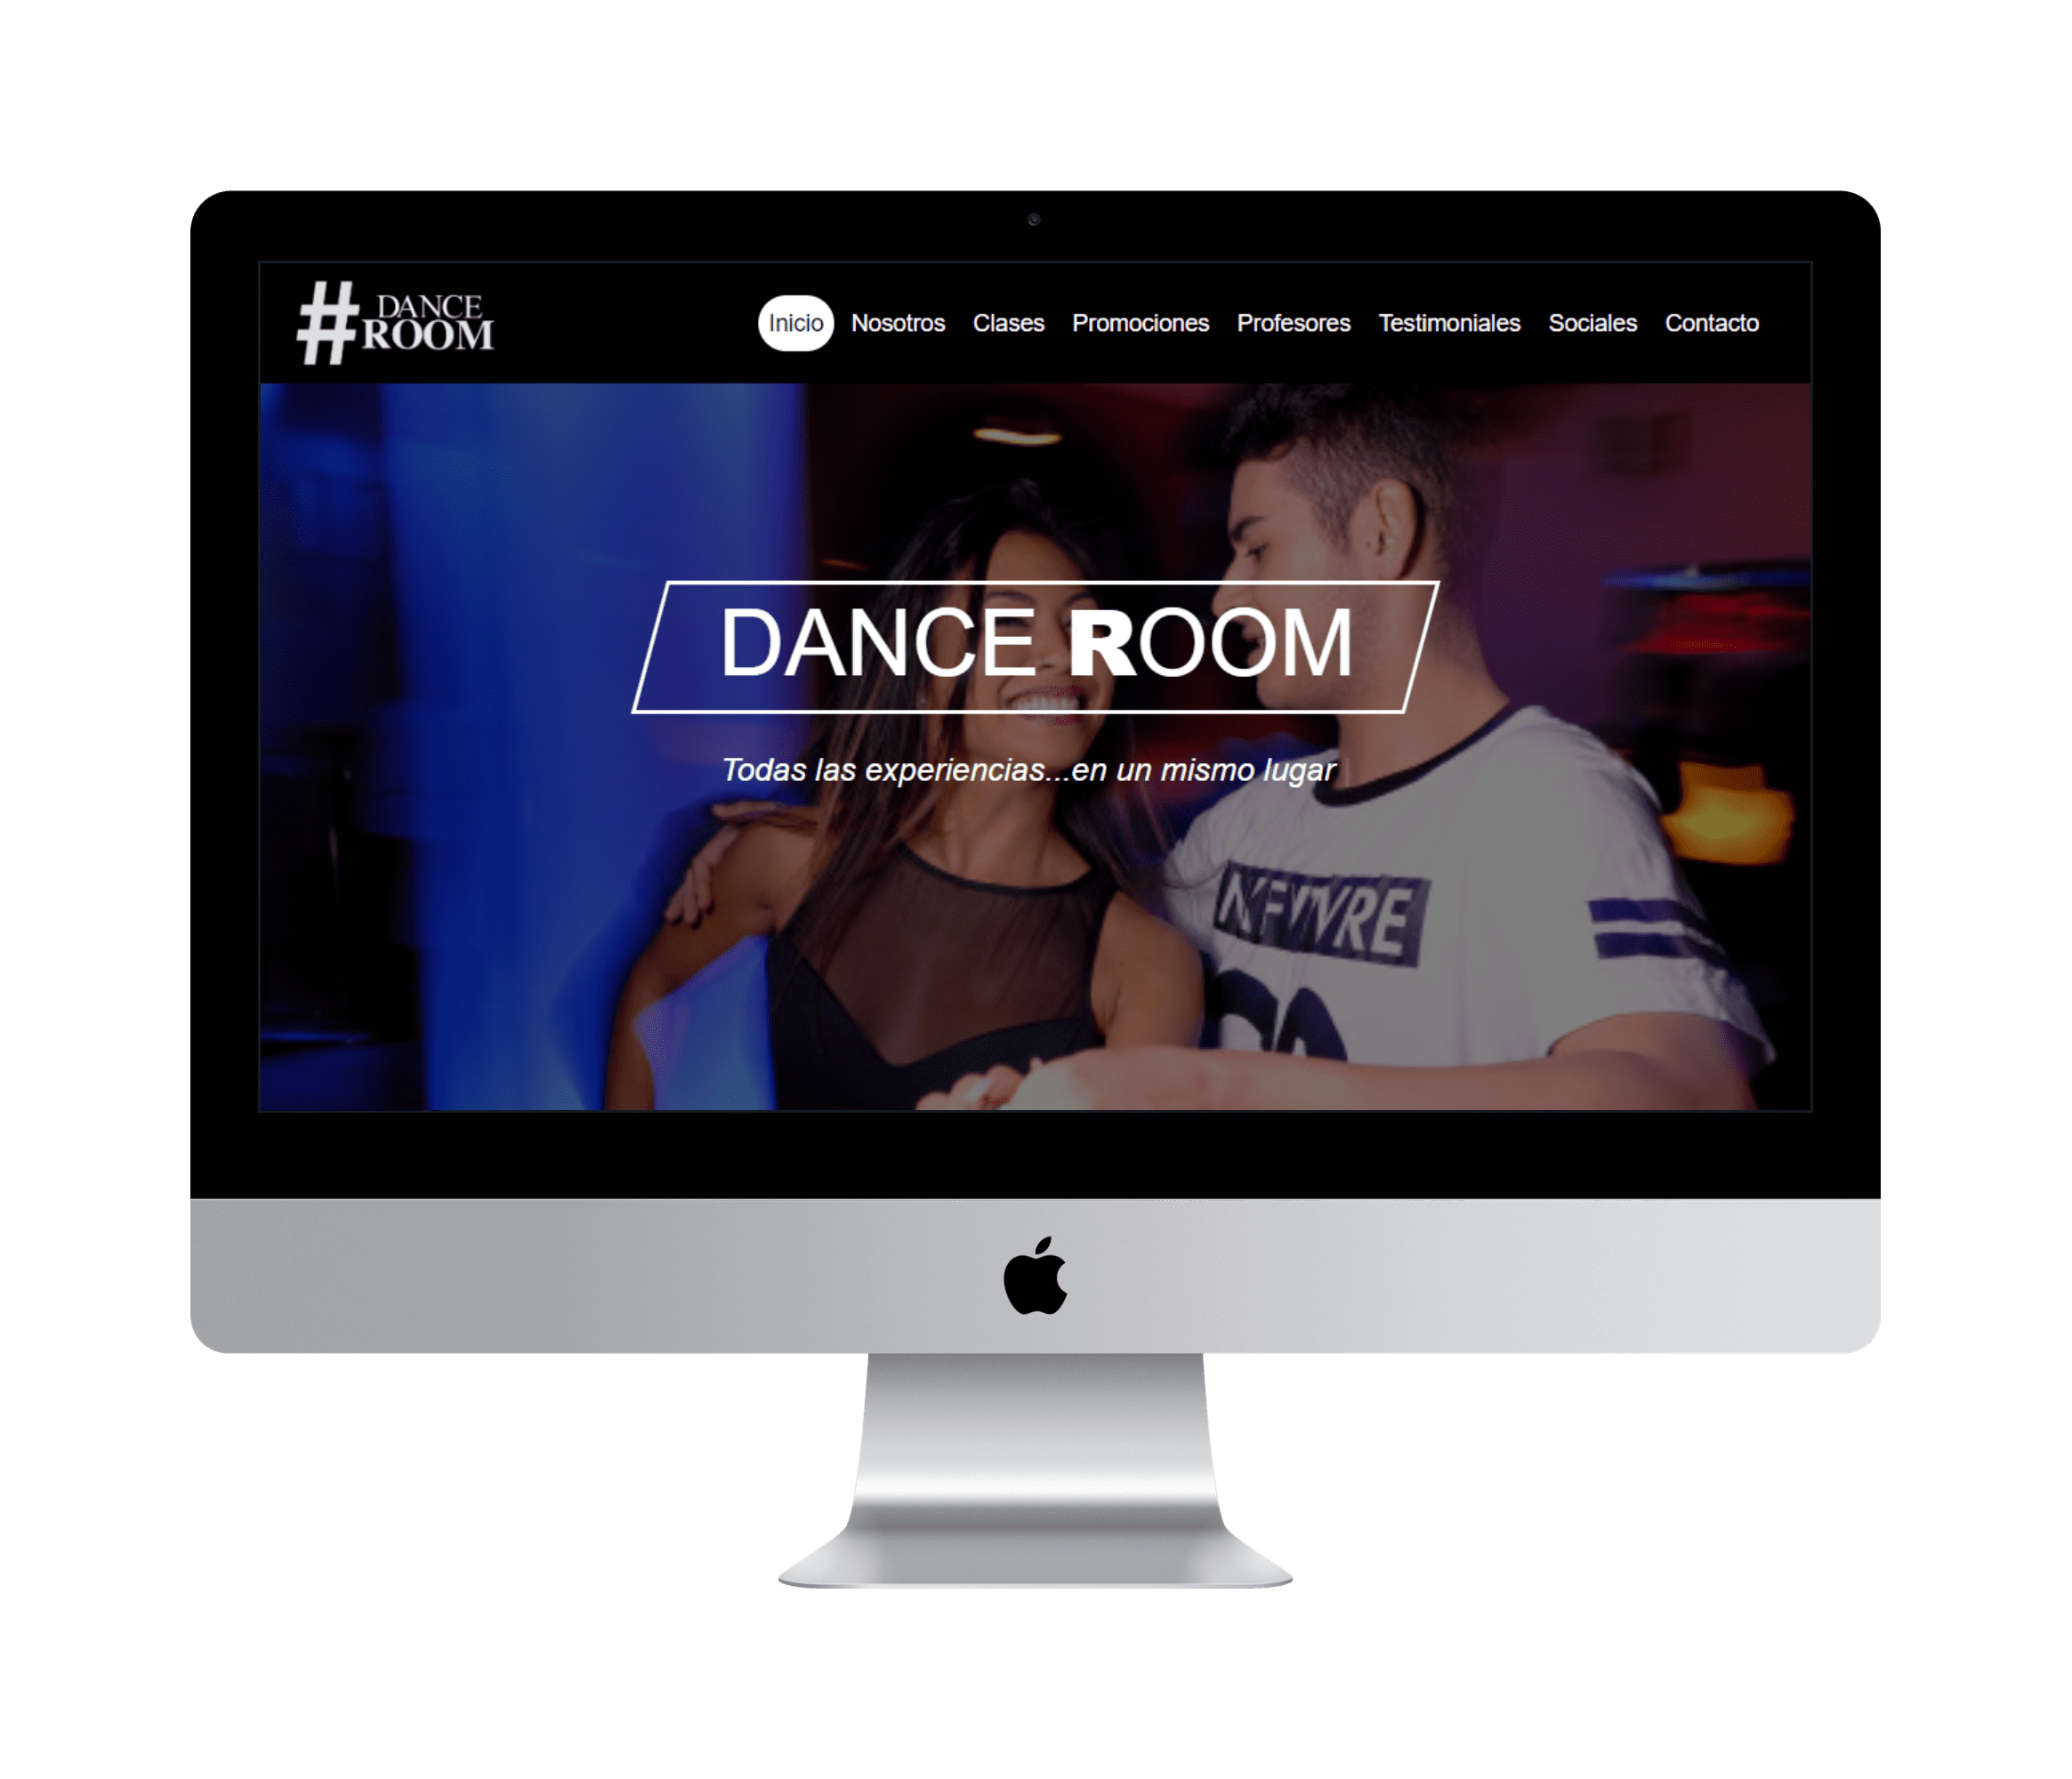 # DANCE
ROOM
Inicio Nosotros Clases Promociones Profesores Testimoniales Sociales Contacto
DANCE ROOM
Todas las experiencias...en un mismo lugar